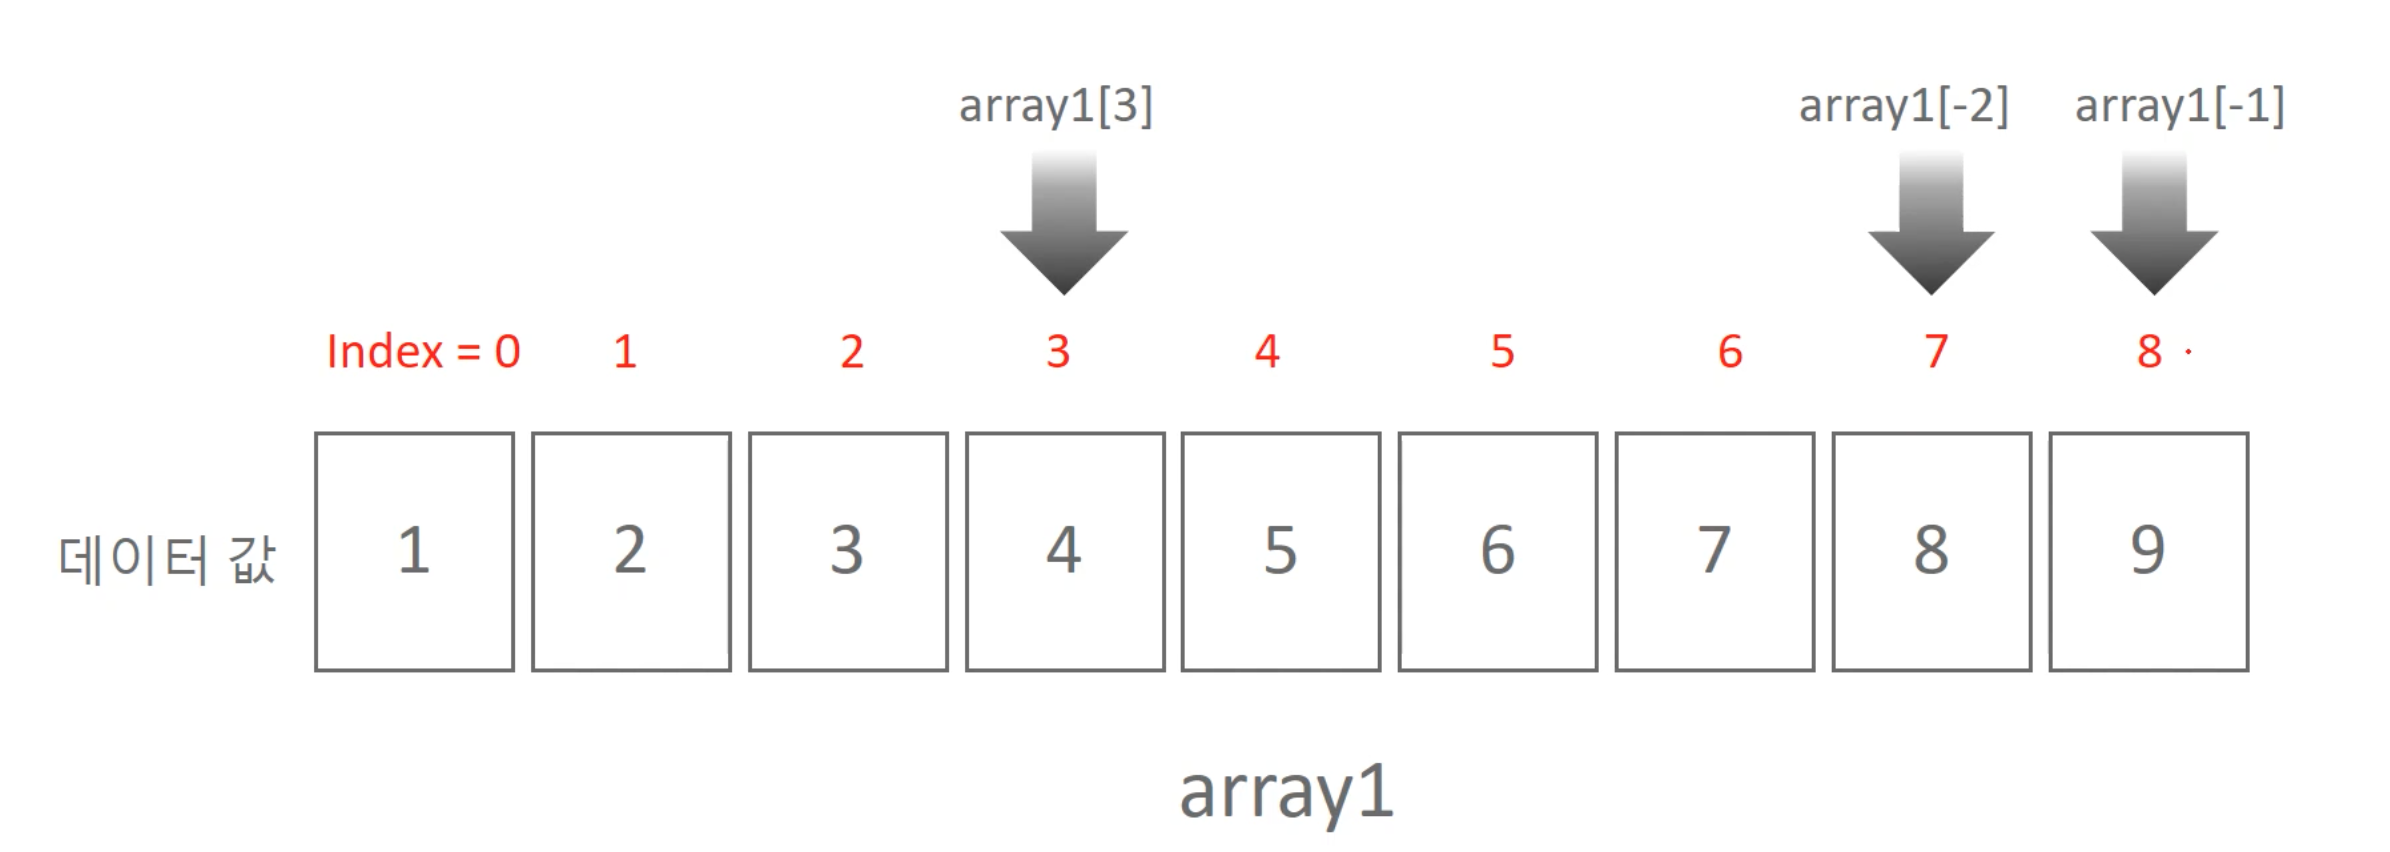 array1[3] array1[-2] array1[-1]
Index = 0 1 2 3 4 5 6 7 8
데이터 값 1 2 3 4 5 6 7 8 9
array1